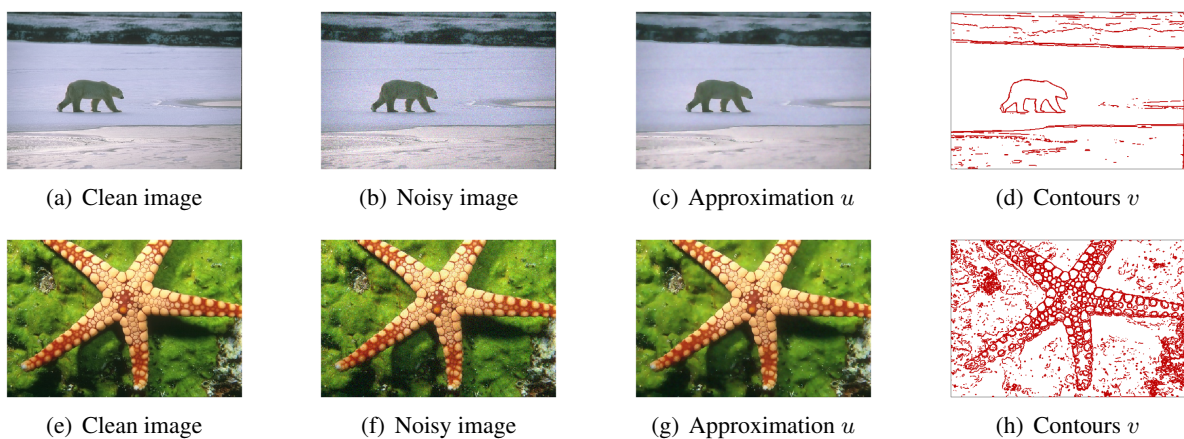 (a) Clean image
(b) Noisy image
(c) Approximation u
(d) Contours v
(e) Clean image
(f) Noisy image
(g) Approximation u
(h) Contours v